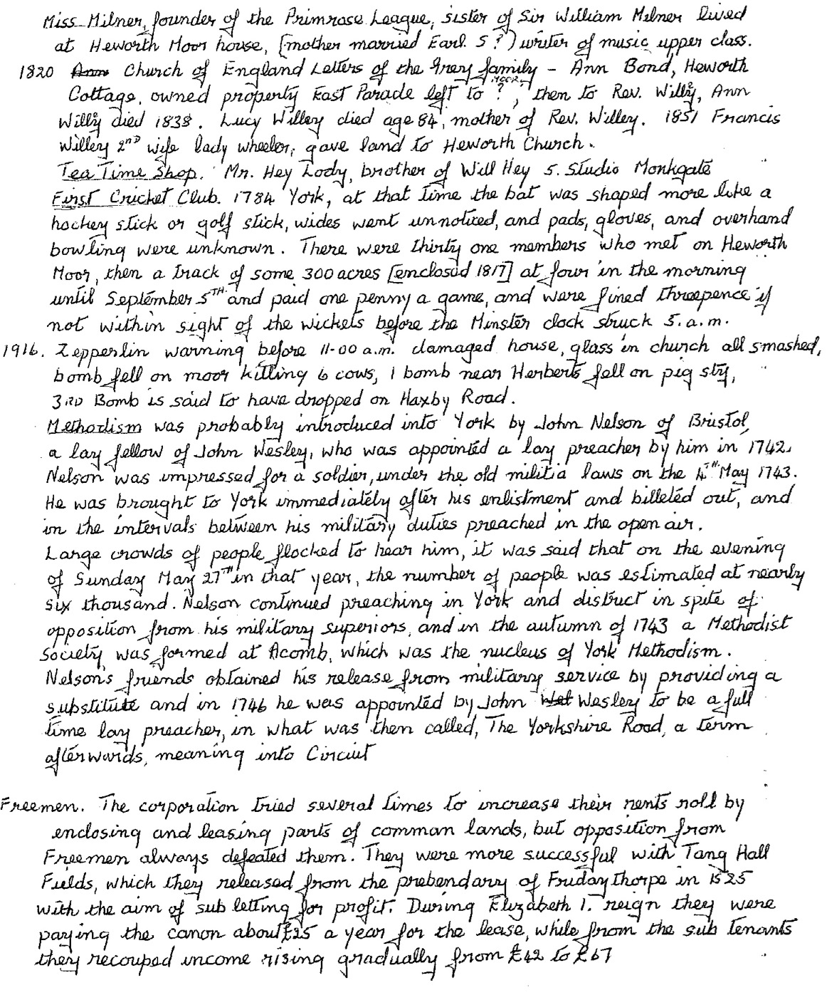 Miss Milner, founder of the Primrose League, sister of Sir William Milner lived
at Heworth Moor house, [mother married Earl. S ?) writer of music upper class.
1820 Ann Church of England Letters of the Grey family - Ann Bond, Heworth
Cottage, owned property East Parade left to MOOR ?, then to Rev. Willy, Ann
Willy died 1838. Lucy Willey died age 84, mother of Rev. Willey. 1851 Francis
Willey 2ND wife lady wheeler, gave land to Heworth Church.
Tea Time Shop. Mr. Hey Lody, brother of Will Hey S. Studio Monkgate
First Cricket Club. 1784 York, at that time the bat was shaped more like a
hockey stick or golf stick, wides went unnoticed, and pads, gloves, and overhand
bowling were unknown. There were thirty one members who met on Heworth
Moor, then a track of some 300 acres [enclosed 1817] at four in the morning
until September 5TH and paid one penny a game, and were fined threepence if
not within sight of the wickets before the Minster clock struck 5. a.m.
1916. Zepperlin warning before 11-00 a.m. damaged house, glass in church all smashed,
bomb fell on moor killing 6 cows, 1 bomb near Herberts fell on pig sty,
3RD Bomb is said to have dropped on Haxby Road.
Methodism was probably introduced into York by John Nelson of Bristol,
a lay fellow of John Wesley, who was appointed a lay preacher by him in 1742.
Nelson was impressed for a soldier, under the old militia laws on the 4TH May 1743.
He was brought to York immediately after his enlistment and billeted out, and
in the intervals between his military duties preached in the open air.
Large crowds of people flocked to hear him, it was said that on the evening
of Sunday May 27TH in that year, the number of people was estimated at nearly
six thousand. Nelson continued preaching in York and district in spite of
opposition from his military superiors, and in the autumn of 1743 a Methodist
Society was formed at Acomb, which was the nucleus of York Methodism.
Nelson's friends obtained his release from military service by providing a
substitute and in 1746 he was appointed by John Wet Wesley to be a full
time lay preacher, in what was then called, The Yorkshire Road, a term
afterwards, meaning into Circuit
Freemen. The corporation tried several times to increase their rents roll by
enclosing and leasing parts of comman lands, but opposition from
Freemen always defeated them. They were more successful with Tang Hall
Fields, which they released from the prebendary of Fridaythorpe in 1525
with the aim of sub letting for profit. During Elizabeth 1. reign they were
paying the canon about £25 a year for the lease, while from the sub tenants
they recouped income rising gradually from £42 to £67